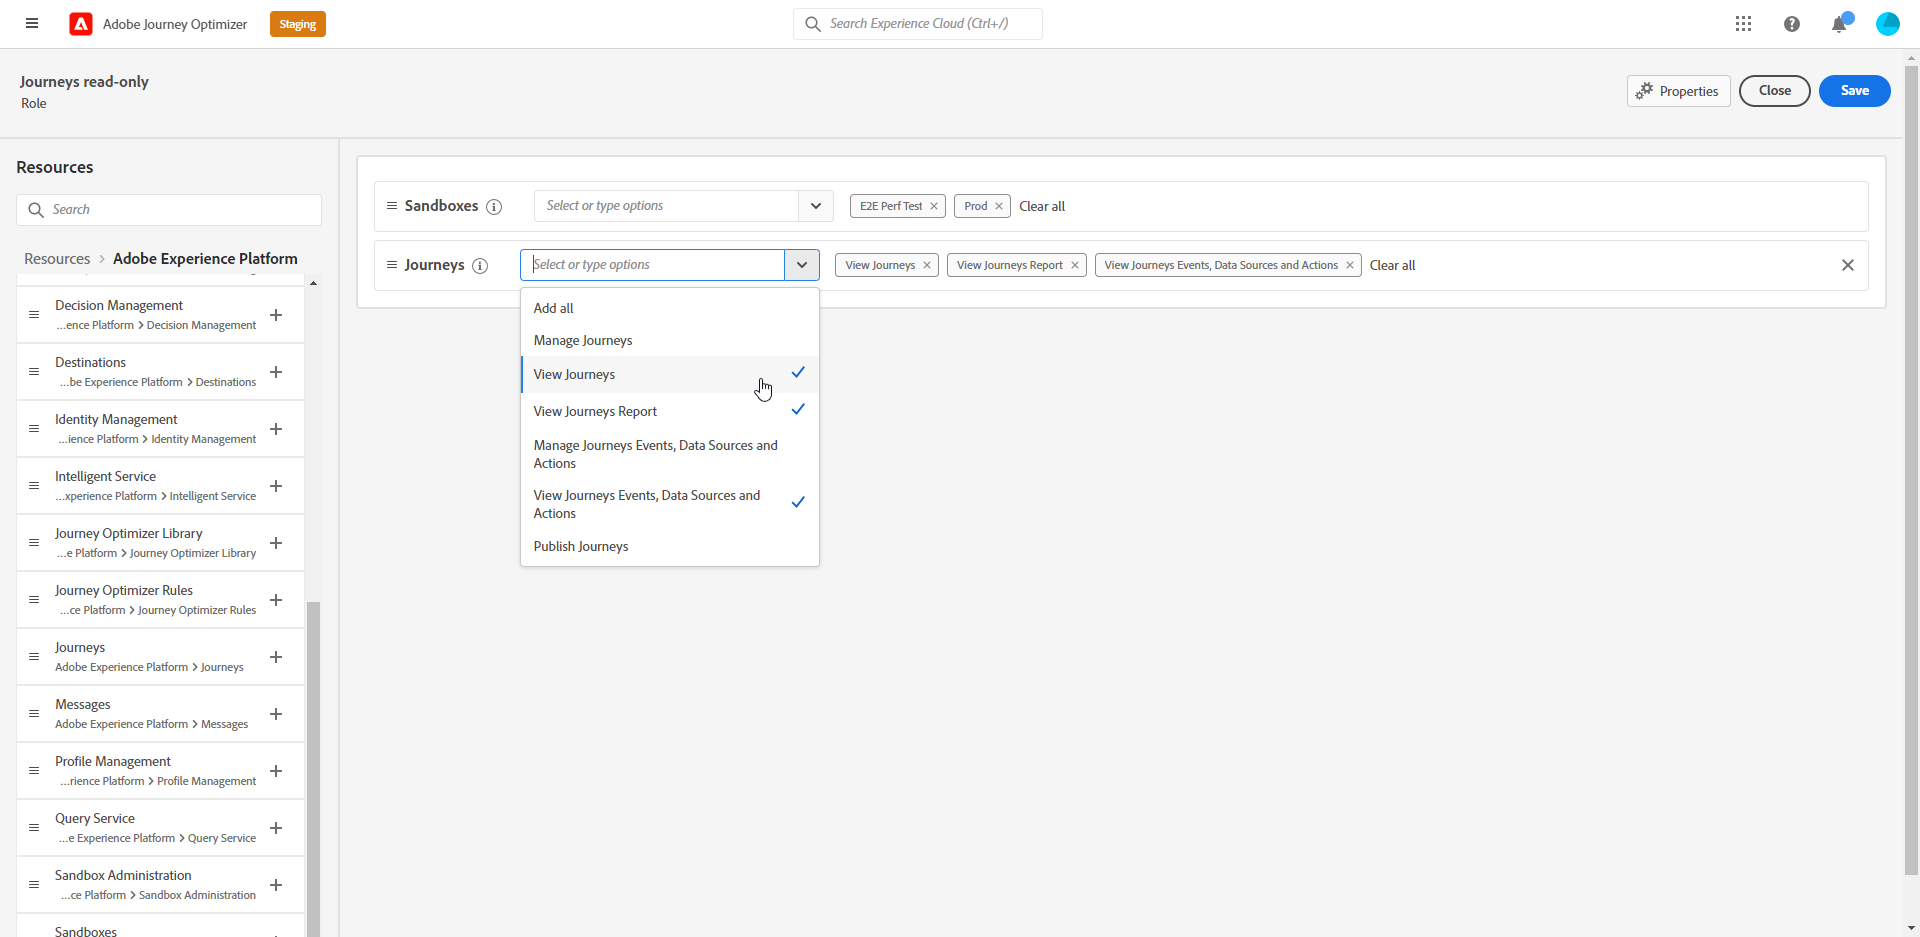 Adobe Journey Optimizer
Staging
Search Experience Cloud (Ctrl+/)
Journeys read-only
Role
Properties
Close
Save
Resources
Search
Resources > Adobe Experience Platform
Decision Management
...ence Platform > Decision Management
Destinations
...be Experience Platform > Destinations
Identity Management
...ience Platform > Identity Management
Intelligent Service
...xperience Platform > Intelligent Service
Journey Optimizer Library
...e Platform > Journey Optimizer Library
Journey Optimizer Rules
...ce Platform > Journey Optimizer Rules
Journeys
Adobe Experience Platform > Journeys
Messages
Adobe Experience Platform > Messages
Profile Management
...rience Platform > Profile Management
Query Service
...e Experience Platform > Query Service
Sandbox Administration
...ce Platform > Sandbox Administration
Sandboxes
Sandboxes
Select or type options
E2E Perf Test
Prod
Clear all
Journeys
Select or type options
View Journeys
View Journeys Report
View Journeys Events, Data Sources and Actions
Clear all
Add all
Manage Journeys
View Journeys
View Journeys Report
Manage Journeys Events, Data Sources and
Actions
View Journeys Events, Data Sources and
Actions
Publish Journeys